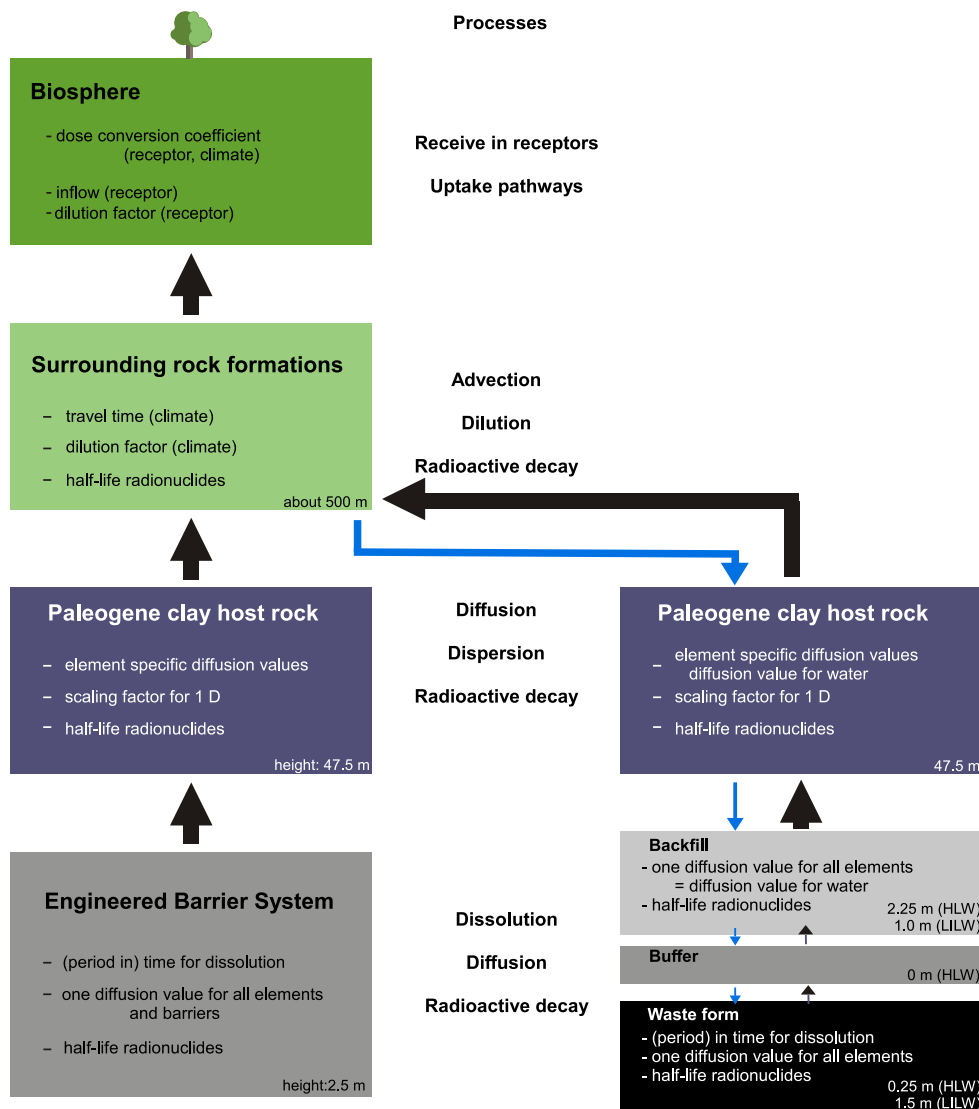 Processes
Biosphere
- dose conversion coefficient
(receptor, climate)
- inflow (receptor)
- dilution factor (receptor)
Receive in receptors
Uptake pathways
Surrounding rock formations
– travel time (climate)
– dilution factor (climate)
– half-life radionuclides
about 500 m
Advection
Dilution
Radioactive decay
Paleogene clay host rock
– element specific diffusion values
– scaling factor for 1 D
– half-life radionuclides
height: 47.5 m
Diffusion
Dispersion
Radioactive decay
Paleogene clay host rock
– element specific diffusion values
diffusion value for water
– scaling factor for 1 D
– half-life radionuclides
47.5 m
Engineered Barrier System
– (period in) time for dissolution
– one diffusion value for all elements
and barriers
– half-life radionuclides
height:2.5 m
Dissolution
Diffusion
Radioactive decay
Backfill
- one diffusion value for all elements
= diffusion value for water
- half-life radionuclides
2.25 m (HLW)
1.0 m (LILW)
Buffer
0 m (HLW)
Waste form
- (period) in time for dissolution
- one diffusion value for all elements
- half-life radionuclides
0.25 m (HLW)
1.5 m (LILW)